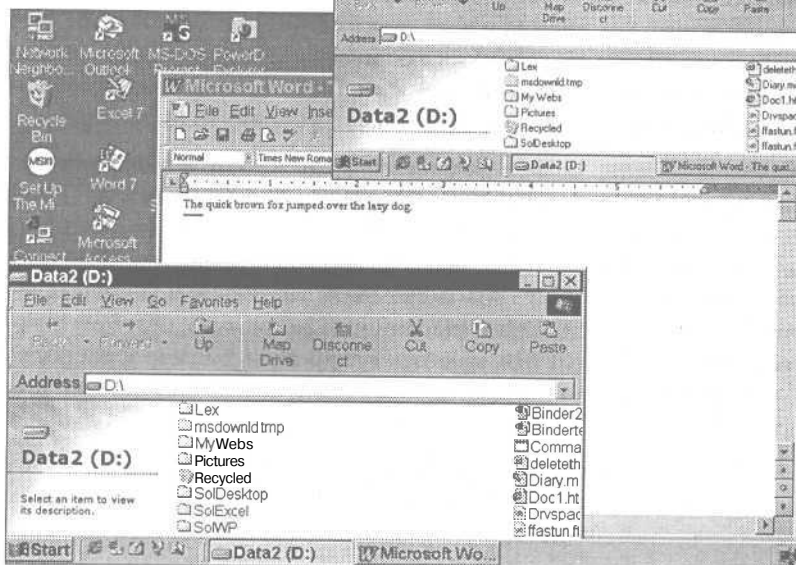 Up Map Disconne Cut Copy Paste
Drive ct
Address D:\
Lex
msdownld.tmp
My Webs
Pictures
Recycled
SolDesktop
Data2 (D:)
deleteth
Diary.m
Doc1.ht
Drvspac
ffastun.f
ffastun.f
Start Data2 (D:) Microsoft Word - The quic
Network Microsoft MS-DOS PowerD
Neighbo... Outlook
Recycle Excel 7
Bin
Set Up Word 7
The Mi
Connect Microsoft
Access
Microsoft Word -
File Edit View Inse
Normal Times New Roma
The quick brown fox jumped over the lazy dog.
Data2 (D:)
File Edit View Go Favorites Help
Back Forward Up Map Disconne Cut Copy Paste
Drive ct
Address D:\
Data2 (D:)
Select an item to view
its description.
Lex
msdownld.tmp
My Webs
Pictures
Recycled
SolDesktop
SolExcel
SolWP
Binder2
Binderte
Comma
deleteth
Diary.m
Doc1.ht
Drvspac
ffastun.ff
Start Data2 (D:) Microsoft Wo...